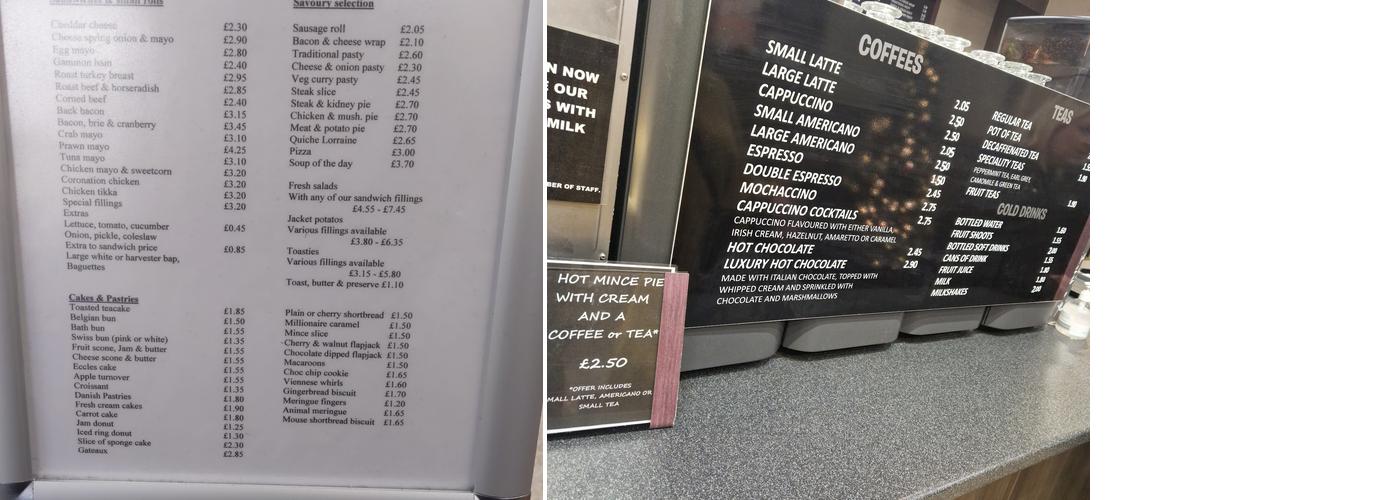 Sandwiches & small rolls
Cheddar cheese £2.30
Cheese spring onion & mayo £2.90
Egg mayo £2.80
Gammon ham £2.40
Roast turkey breast £2.95
Roast beef & horseradish £2.85
Corned beef £2.40
Back bacon £3.15
Bacon, brie & cranberry £3.45
Crab mayo £3.10
Prawn mayo £4.25
Tuna mayo £3.10
Chicken mayo & sweetcorn £3.20
Coronation chicken £3.20
Chicken tikka £3.20
Special fillings
Extras
Lettuce, tomato, cucumber £0.45
Onion, pickle, coleslaw
Extra to sandwich price £0.85
Large white or harvester bap,
Baguettes
Cakes & Pastries
Toasted teacake £1.85
Belgian bun £1.50
Bath bun £1.55
Swiss bun (pink or white) £1.35
Fruit scone, Jam & butter £1.55
Cheese scone & butter £1.55
Eccles cake £1.55
Apple turnover £1.55
Croissant £1.35
Danish Pastries £1.80
Fresh cream cakes £1.90
Carrot cake £1.80
Jam donut £1.25
Iced ring donut £1.30
Slice of sponge cake £2.30
Gateaux £2.85
Savoury selection
Sausage roll £2.05
Bacon & cheese wrap £2.10
Traditional pasty £2.60
Cheese & onion pasty £2.30
Veg curry pasty £2.45
Steak slice £2.45
Steak & kidney pie £2.70
Chicken & mush. pie £2.70
Meat & potato pie £2.70
Quiche Lorraine £2.65
Pizza £3.00
Soup of the day £3.70
Fresh salads
With any of our sandwich fillings
£4.55 - £7.45
Jacket potatos
Various fillings available
£3.80 - £6.35
Toasties
Various fillings available
£3.15 - £5.80
Toast, butter & preserve £1.10
Plain or cherry shortbread £1.50
Millionaire caramel £1.50
Mince slice £1.50
Cherry & walnut flapjack £1.50
Chocolate dipped flapjack £1.50
Macaroons £1.50
Choc chip cookie £1.65
Viennese whirls £1.60
Gingerbread biscuit £1.70
Meringue fingers £1.20
Animal meringue £1.65
Mouse shortbread biscuit £1.65
N NOW
OUR
S WITH
MILK
BER OF STAFF.
COFFEES
SMALL LATTE 2.05
LARGE LATTE 2.50
CAPPUCCINO 2.50
SMALL AMERICANO 2.05
LARGE AMERICANO 2.50
ESPRESSO 1.50
DOUBLE ESPRESSO 2.45
MOCHACCINO 2.75
CAPPUCCINO COCKTAILS 2.75
CAPPUCCINO FLAVOURED WITH EITHER VANILLA,
IRISH CREAM, HAZELNUT, AMARETTO OR CARAMEL
HOT CHOCOLATE 2.45
LUXURY HOT CHOCOLATE 2.90
MADE WITH ITALIAN CHOCOLATE, TOPPED WITH
WHIPPED CREAM AND SPRINKLED WITH
CHOCOLATE AND MARSHMALLOWS
TEAS
REGULAR TEA
POT OF TEA
DECAFFIENATED TEA
SPECIALITY TEAS
PEPPERMINT TEA, EARL GREY,
CAMOMILE & GREEN TEA
FRUIT TEAS
COLD DRINKS
BOTTLED WATER 1.60
FRUIT SHOOTS 1.55
BOTTLED SOFT DRINKS 2.00
CANS OF DRINK 1.55
FRUIT JUICE
MILK
MILKSHAKES 2.00
HOT MINCE PIE
WITH CREAM
AND A
COFFEE or TEA*
£2.50
*OFFER INCLUDES
MALL LATTE, AMERICANO OR
SMALL TEA